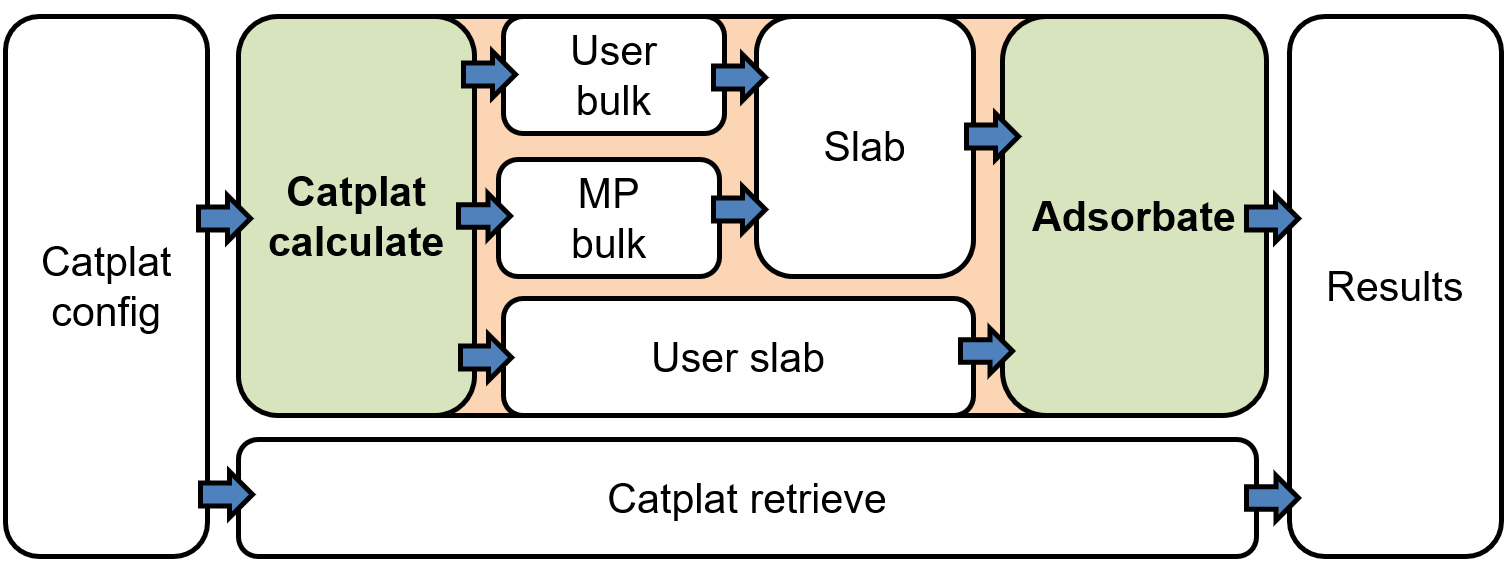 Catplat
config
Catplat
calculate
User
bulk
MP
bulk
User slab
Slab
Adsorbate
Catplat retrieve
Results